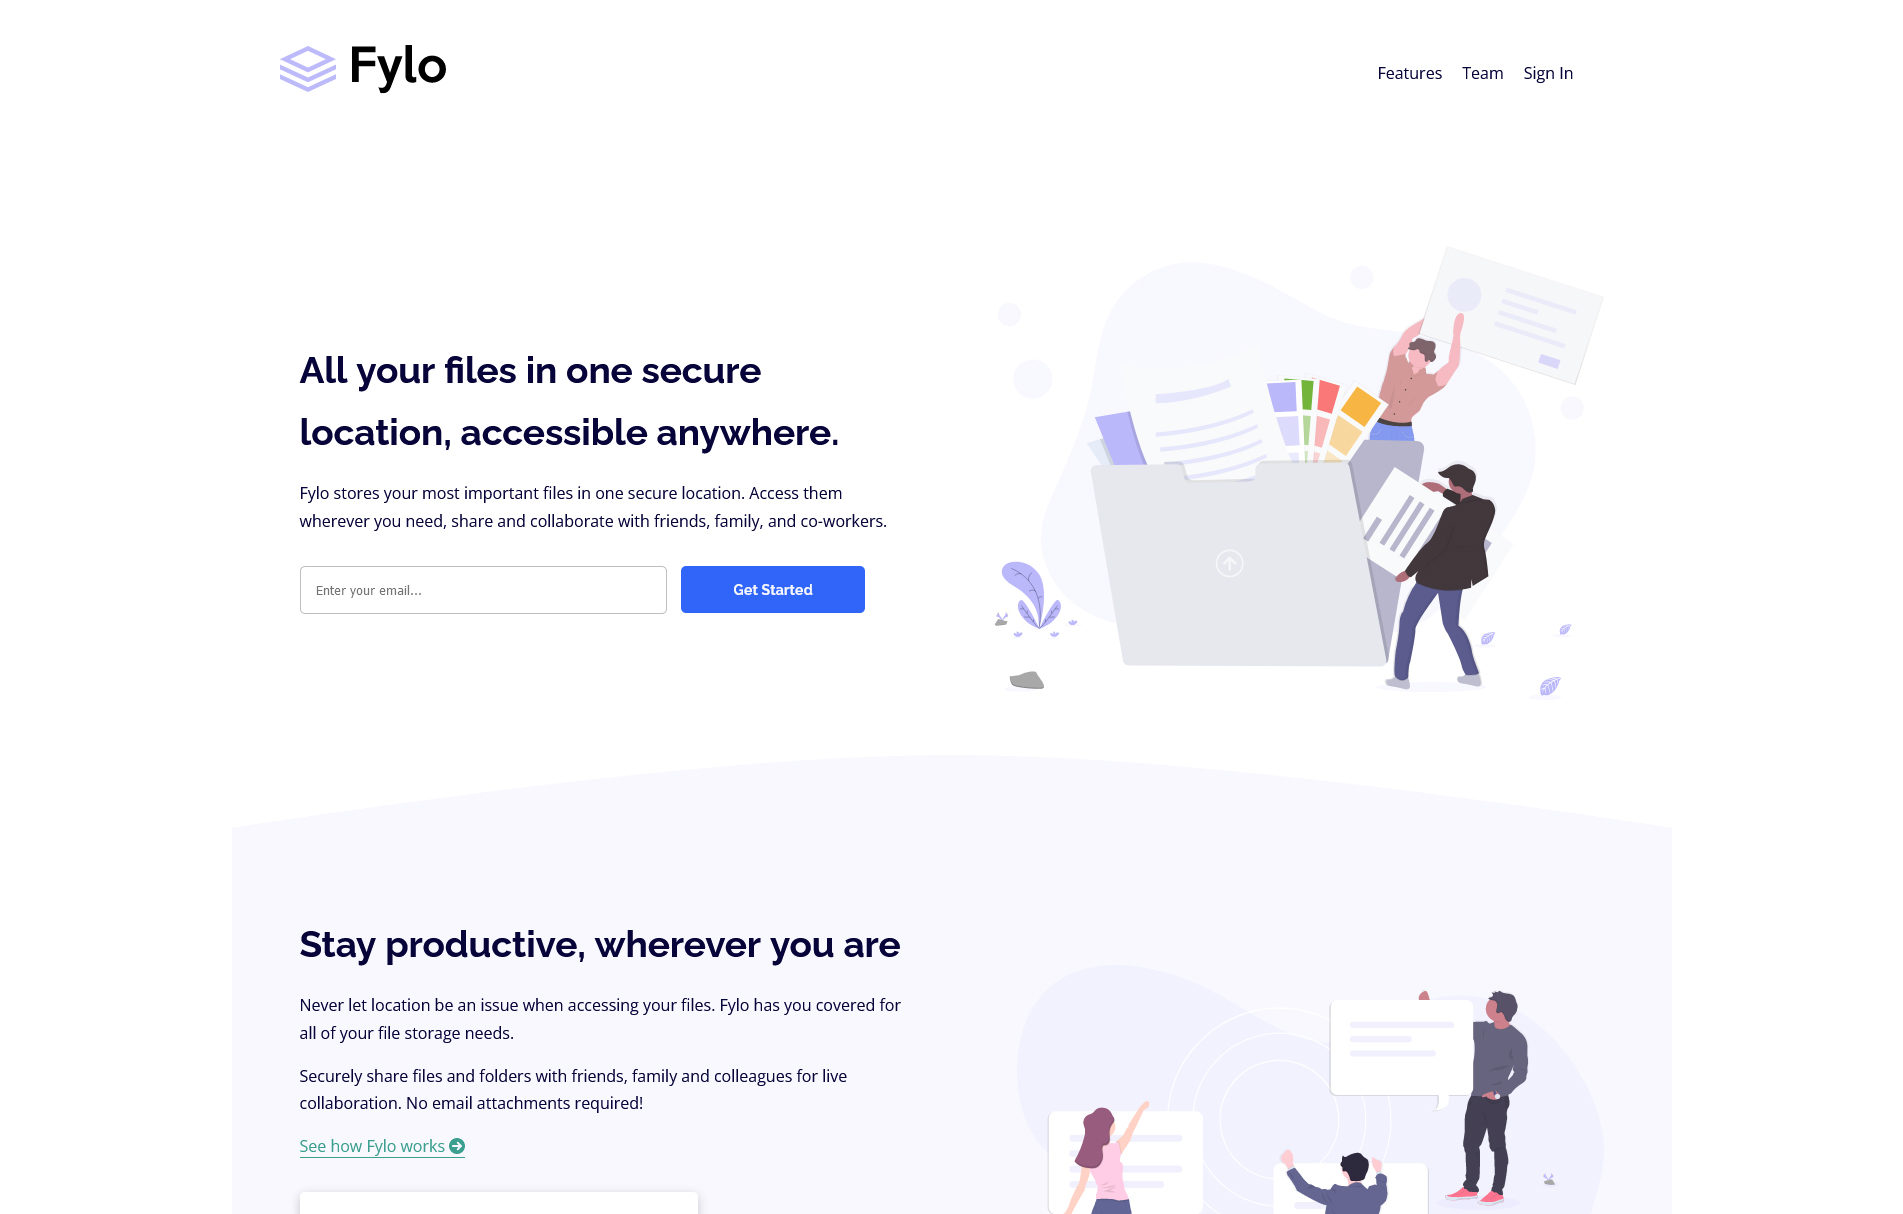 Fylo
Features Team Sign In
All your files in one secure
location, accessible anywhere.
Fylo stores your most important files in one secure location. Access them
wherever you need, share and collaborate with friends, family, and co-workers.
Enter your email...
Get Started
Stay productive, wherever you are
Never let location be an issue when accessing your files. Fylo has you covered for
all of your file storage needs.
Securely share files and folders with friends, family and colleagues for live
collaboration. No email attachments required!
See how Fylo works